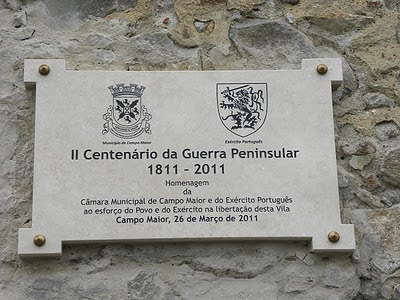 Município de Campo Maior
Exército Português
II Centenário da Guerra Peninsular
1811 - 2011
Homenagem
da
Câmara Municipal de Campo Maior e do Exército Português
ao esforço do Povo e do Exército na libertação desta Vila
Campo Maior, 26 de Março de 2011